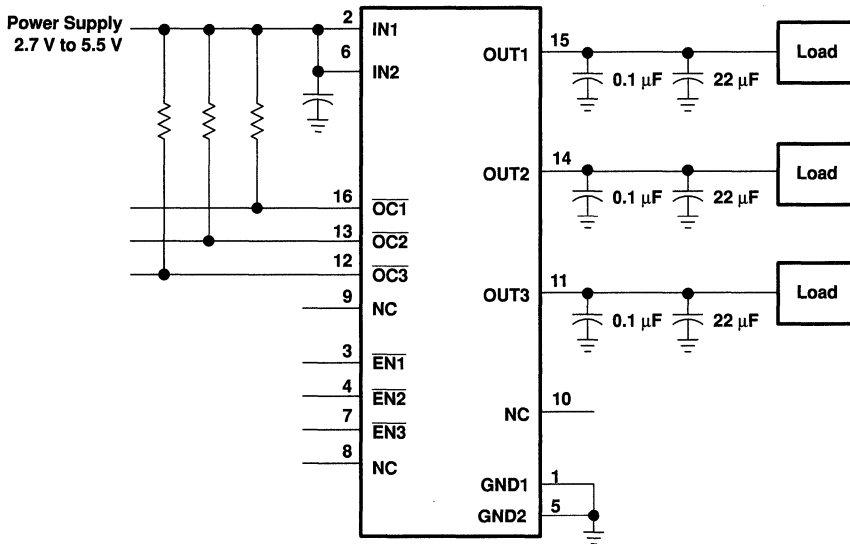 Power Supply
2.7 V to 5.5 V
2
IN1
6
IN2
16
OC1
13
OC2
12
OC3
9
NC
3
EN1
4
EN2
7
EN3
8
NC
OUT1
15
0.1 μF
22 μF
Load
OUT2
14
0.1 μF
22 μF
Load
OUT3
11
0.1 μF
22 μF
Load
NC
10
GND1
1
GND2
5